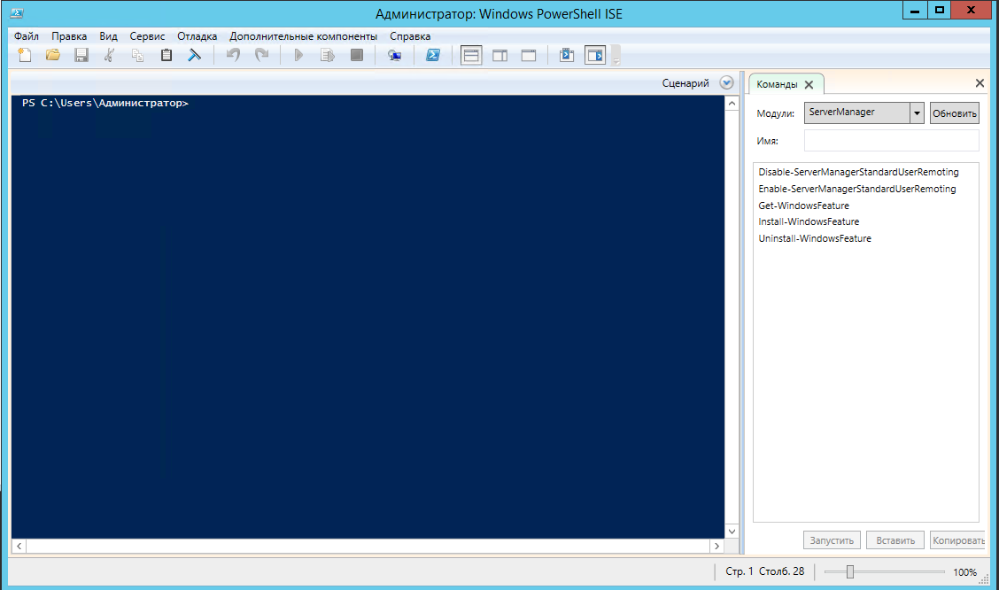 Администратор: Windows PowerShell ISE
Файл Правка Вид Сервис Отладка Дополнительные компоненты Справка
Сценарий
PS C:\Users\Администратор>
Команды
Модули: ServerManager Обновить
Имя:
Disable-ServerManagerStandardUserRemoting
Enable-ServerManagerStandardUserRemoting
Get-WindowsFeature
Install-WindowsFeature
Uninstall-WindowsFeature
Запустить Вставить Копировать
Стр. 1 Столб. 28 100%